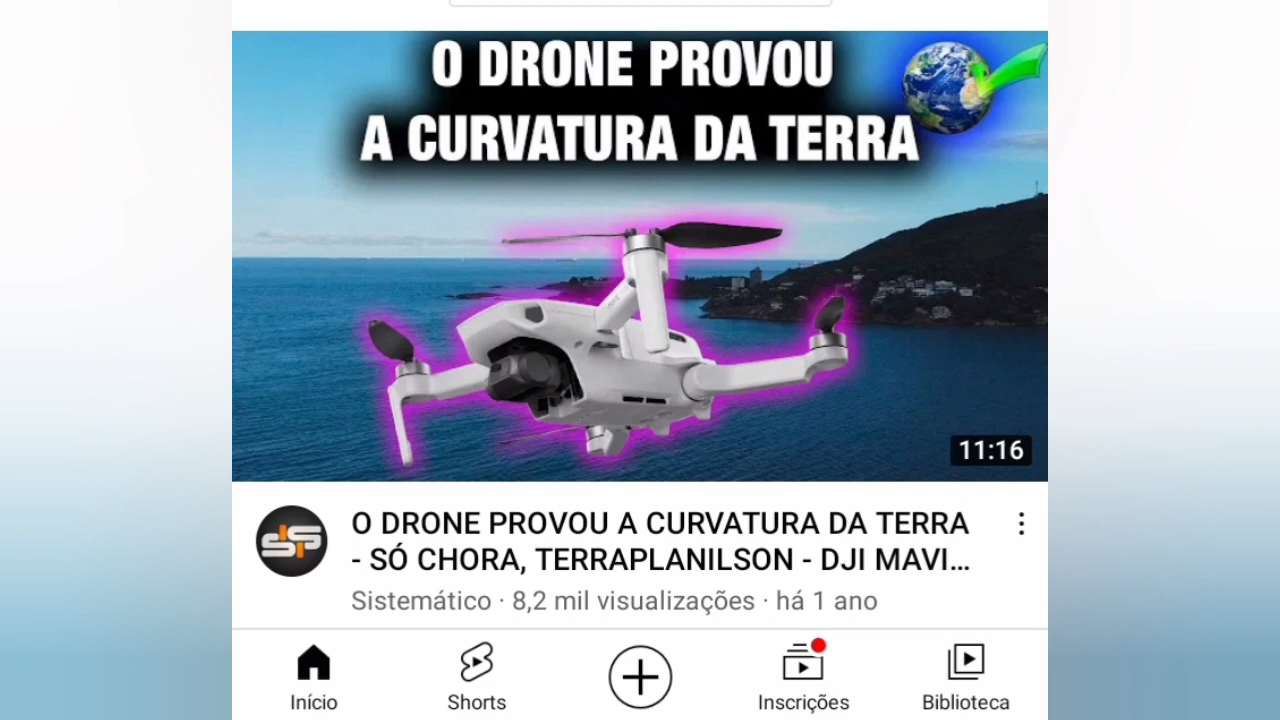 O DRONE PROVOU
A CURVATURA DA TERRA
11:16
O DRONE PROVOU A CURVATURA DA TERRA
- SÓ CHORA, TERRAPLANILSON - DJI MAVI...
Sistemático · 8,2 mil visualizações · há 1 ano
Início
Shorts
Inscrições
Biblioteca